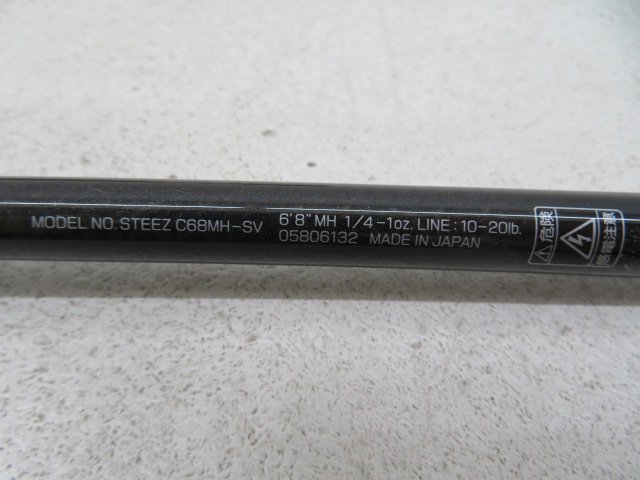 MODEL NO. STEEZ C68MH-SV 6'8"MH 1/4-1oz. LINE : 10-20lb.
05806132 MADE IN JAPAN
危険
感電注意